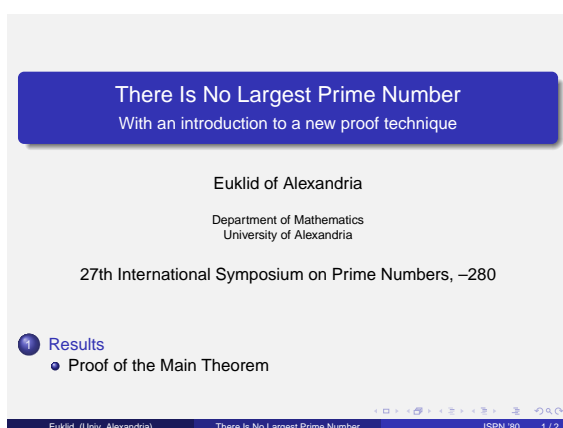 There Is No Largest Prime Number
With an introduction to a new proof technique
Euklid of Alexandria
Department of Mathematics
University of Alexandria
27th International Symposium on Prime Numbers, –280
1 Results
Proof of the Main Theorem
Euklid (Univ. Alexandria) There Is No Largest Prime Number ISPN '80 1 / 2